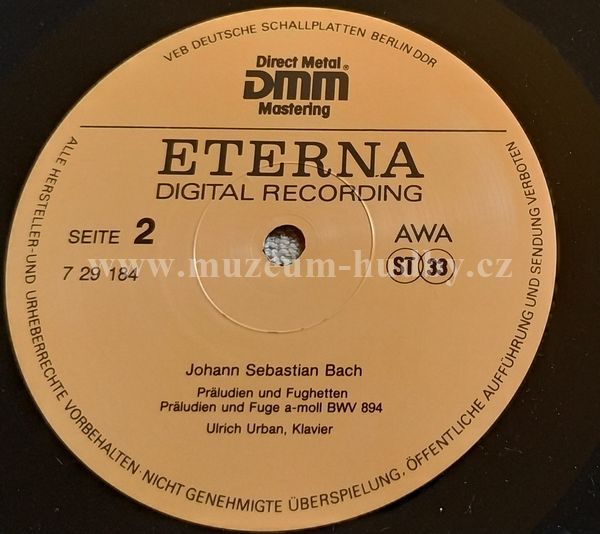 VEB DEUTSCHE SCHALLPLATTEN BERLIN DDR
Direct Metal®
DMM
Mastering
ETERNA
DIGITAL RECORDING
SEITE 2
AWA
7 29 184
ST 33
www.muzeum-hudby.cz
Johann Sebastian Bach
Präludien und Fughetten
Präludien und Fuge a-moll BWV 894
Ulrich Urban, Klavier
ALLE HERSTELLER- UND URHEBERRECHTE VORBEHALTEN · NICHT GENEHMIGTE ÜBERSPIELUNG, ÖFFENTLICHE AUFFÜHRUNG UND SENDUNG VERBOTEN